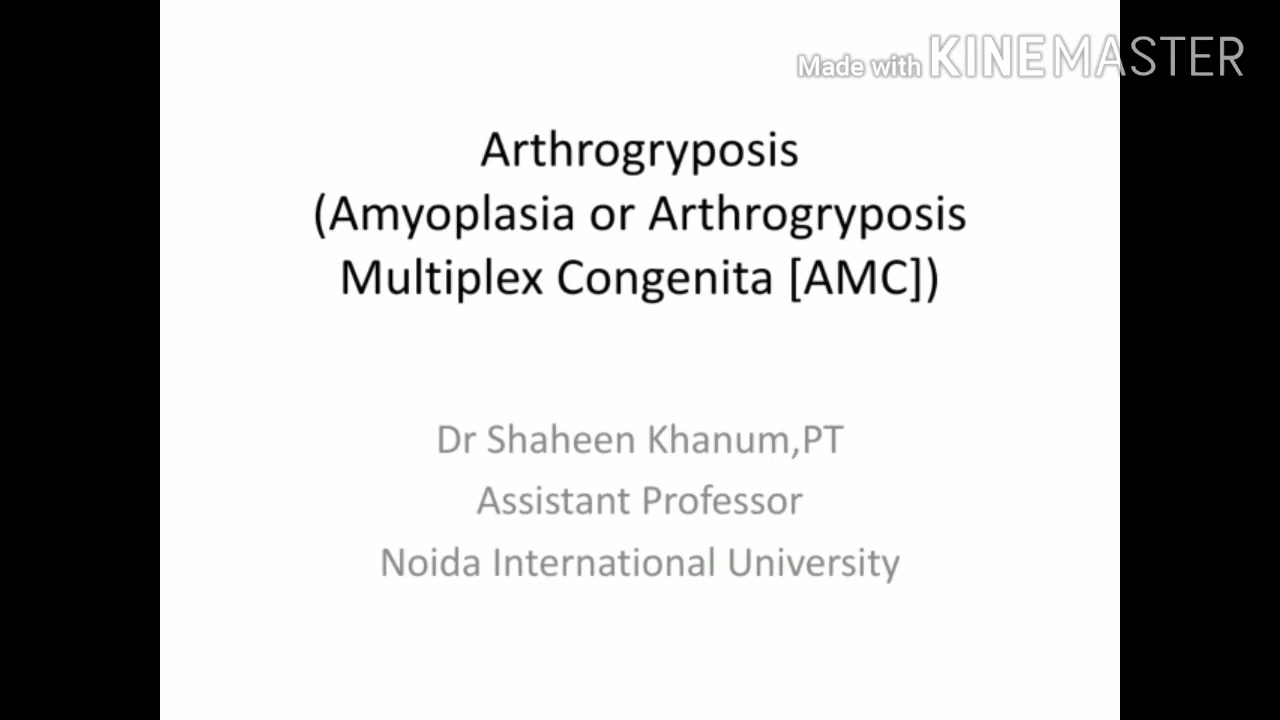 Made with KINEMASTER
Arthrogryposis
(Amyoplasia or Arthrogryposis
Multiplex Congenita [AMC])
Dr Shaheen Khanum,PT
Assistant Professor
Noida International University